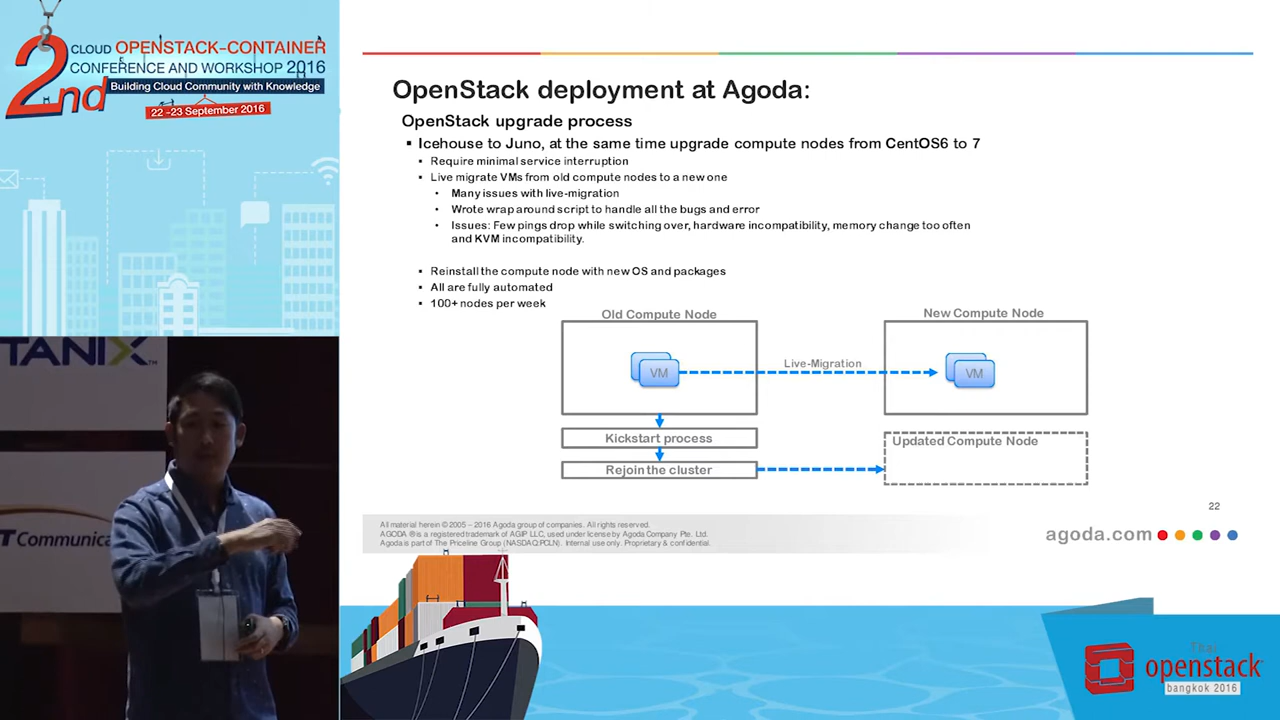 2nd
CLOUD OPENSTACK-CONTAINER
CONFERENCE AND WORKSHOP 2016
Building Cloud Community with Knowledge
22 -23 September 2016
TANIX™
T Communica
OpenStack deployment at Agoda:
OpenStack upgrade process
▪ Icehouse to Juno, at the same time upgrade compute nodes from CentOS6 to 7
▪ Require minimal service interruption
▪ Live migrate VMs from old compute nodes to a new one
• Many issues with live-migration
• Wrote wrap around script to handle all the bugs and error
• Issues: Few pings drop while switching over, hardware incompatibility, memory change too often
and KVM incompatibility.
▪ Reinstall the compute node with new OS and packages
▪ All are fully automated
▪ 100+ nodes per week
Old Compute Node
New Compute Node
VM
Live-Migration
VM
Kickstart process
Updated Compute Node
Rejoin the cluster
22
All material herein © 2005 – 2016 Agoda group of companies. All rights reserved.
AGODA ® is a registered trademark of AGIP LLC, used under license by Agoda Company Pte. Ltd.
Agoda is part of The Priceline Group (NASDAQ:PCLN). Internal use only. Proprietary & confidential.
agoda.com
Thai
openstack
bangkok 2016